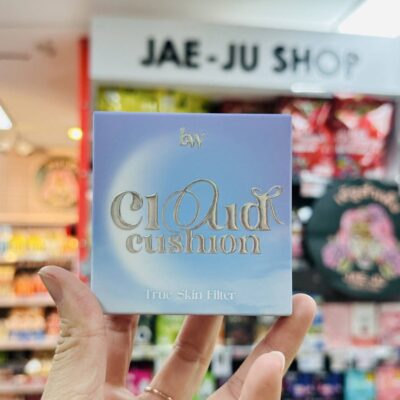 JAE-JU SHOP
bw
Cloud
cushion
True Skin Filter